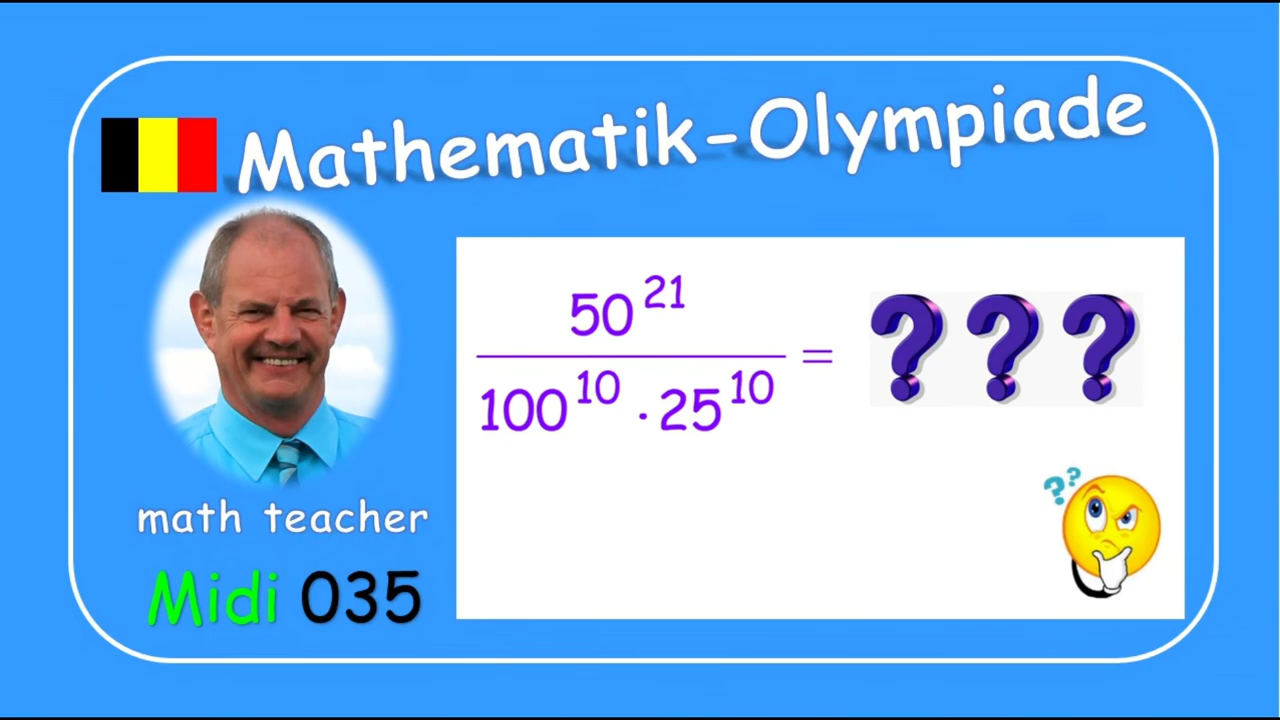 Mathematik-Olympiade
50^21
100^10 · 25^10
= ???
??
math teacher
Midi 035